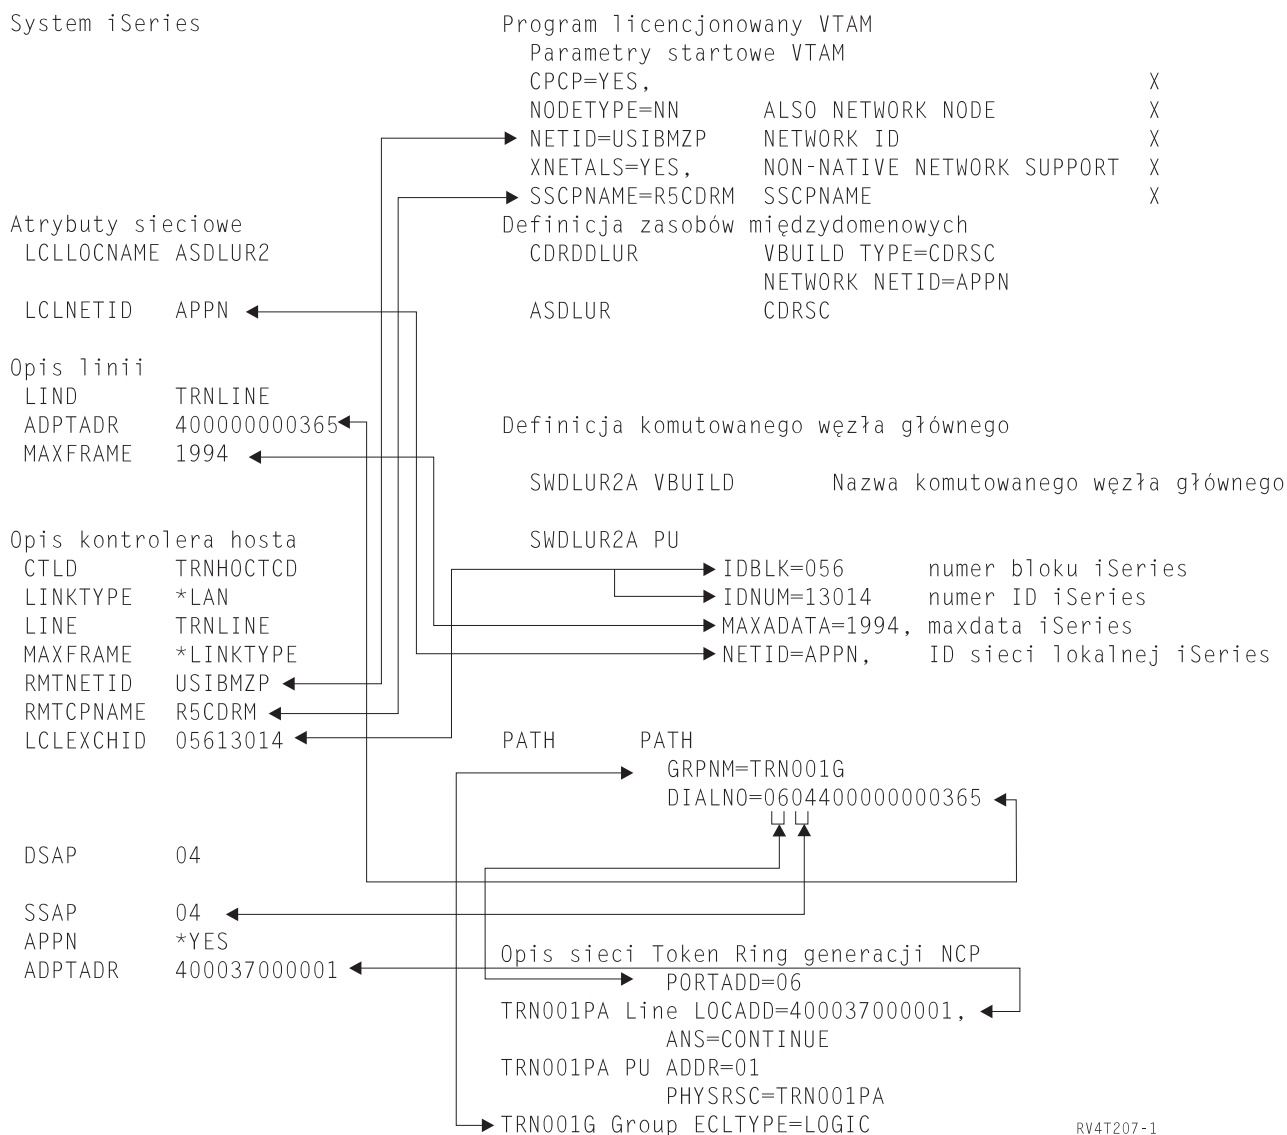 System iSeries
Program licencjonowany VTAM
Parametry startowe VTAM
CPCP=YES, X
NODETYPE=NN ALSO NETWORK NODE X
NETID=USIBMZP NETWORK ID X
XNETALS=YES, NON-NATIVE NETWORK SUPPORT X
SSCPNAME=R5CDRM SSCPNAME X
Atrybuty sieciowe Definicja zasobów międzydomenowych
LCLLOCNAME ASDLUR2 CDRDDLUR VBUILD TYPE=CDRSC
NETWORK NETID=APPN
LCLNETID APPN ASDLUR CDRSC
Opis linii
LIND TRNLINE
ADPTADR 400000000365 Definicja komutowanego węzła głównego
MAXFRAME 1994
SWDLUR2A VBUILD Nazwa komutowanego węzła głównego
Opis kontrolera hosta SWDLUR2A PU
CTLD TRNHOCTCD IDBLK=056 numer bloku iSeries
LINKTYPE *LAN IDNUM=13014 numer ID iSeries
LINE TRNLINE MAXADATA=1994, maxdata iSeries
MAXFRAME *LINKTYPE NETID=APPN, ID sieci lokalnej iSeries
RMTNETID USIBMZP
RMTCPNAME R5CDRM
LCLEXCHID 05613014 PATH PATH
GRPNM=TRN001G
DIALNO=0604400000000365
DSAP 04
SSAP 04
APPN *YES
Opis sieci Token Ring generacji NCP
ADPTADR 400037000001
PORTADD=06
TRN001PA Line LOCADD=400037000001,
ANS=CONTINUE
TRN001PA PU ADDR=01
PHYSRSC=TRN001PA
TRN001G Group ECLTYPE=LOGIC
RV4T207-1